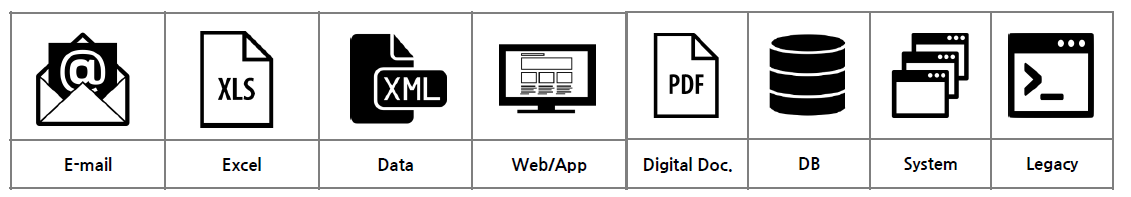 @
XLS
XML
PDF
>_
E-mail
Excel
Data
Web/App
Digital Doc.
DB
System
Legacy